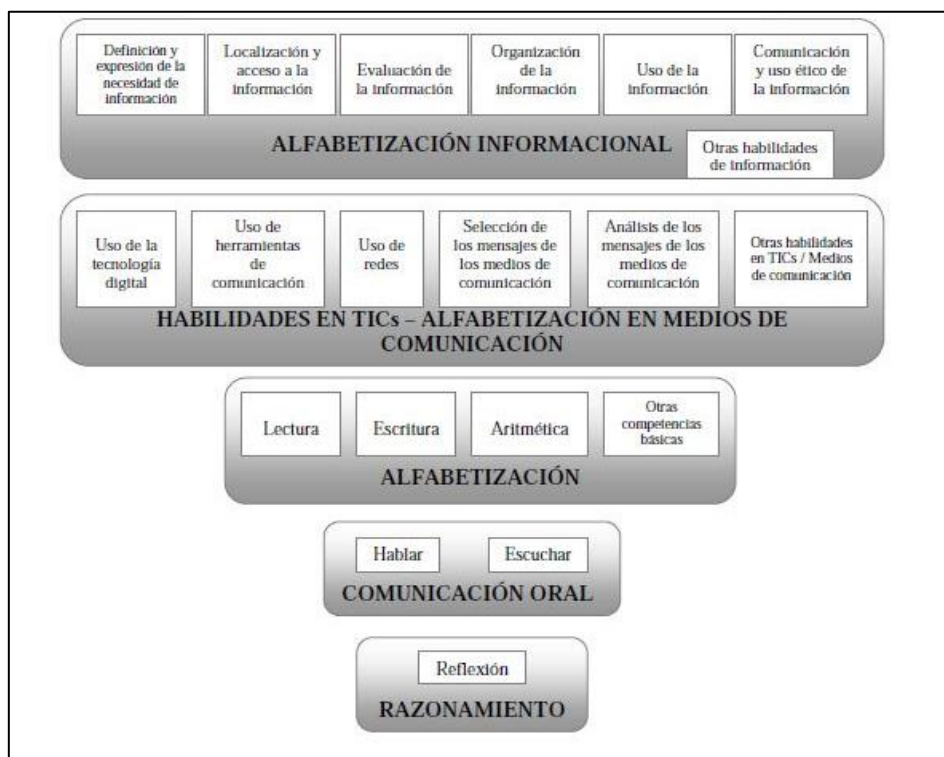 Definición y
expresión de la
necesidad de
información
Localización y
acceso a la
información
Evaluación de
la información
Organización
de la
información
Uso de la
información
Comunicación
y uso ético de
la información
ALFABETIZACIÓN INFORMACIONAL
Otras habilidades
de información
Uso de la
tecnología
digital
Uso de
herramientas
de
comunicación
Uso de
redes
Selección de
los mensajes de
los medios de
comunicación
Análisis de los
mensajes de los
medios de
comunicación
Otras habilidades
en TICs / Medios
de comunicación
HABILIDADES EN TICs – ALFABETIZACIÓN EN MEDIOS DE
COMUNICACIÓN
Lectura
Escritura
Aritmética
Otras
competencias
básicas
ALFABETIZACIÓN
Hablar
Escuchar
COMUNICACIÓN ORAL
Reflexión
RAZONAMIENTO